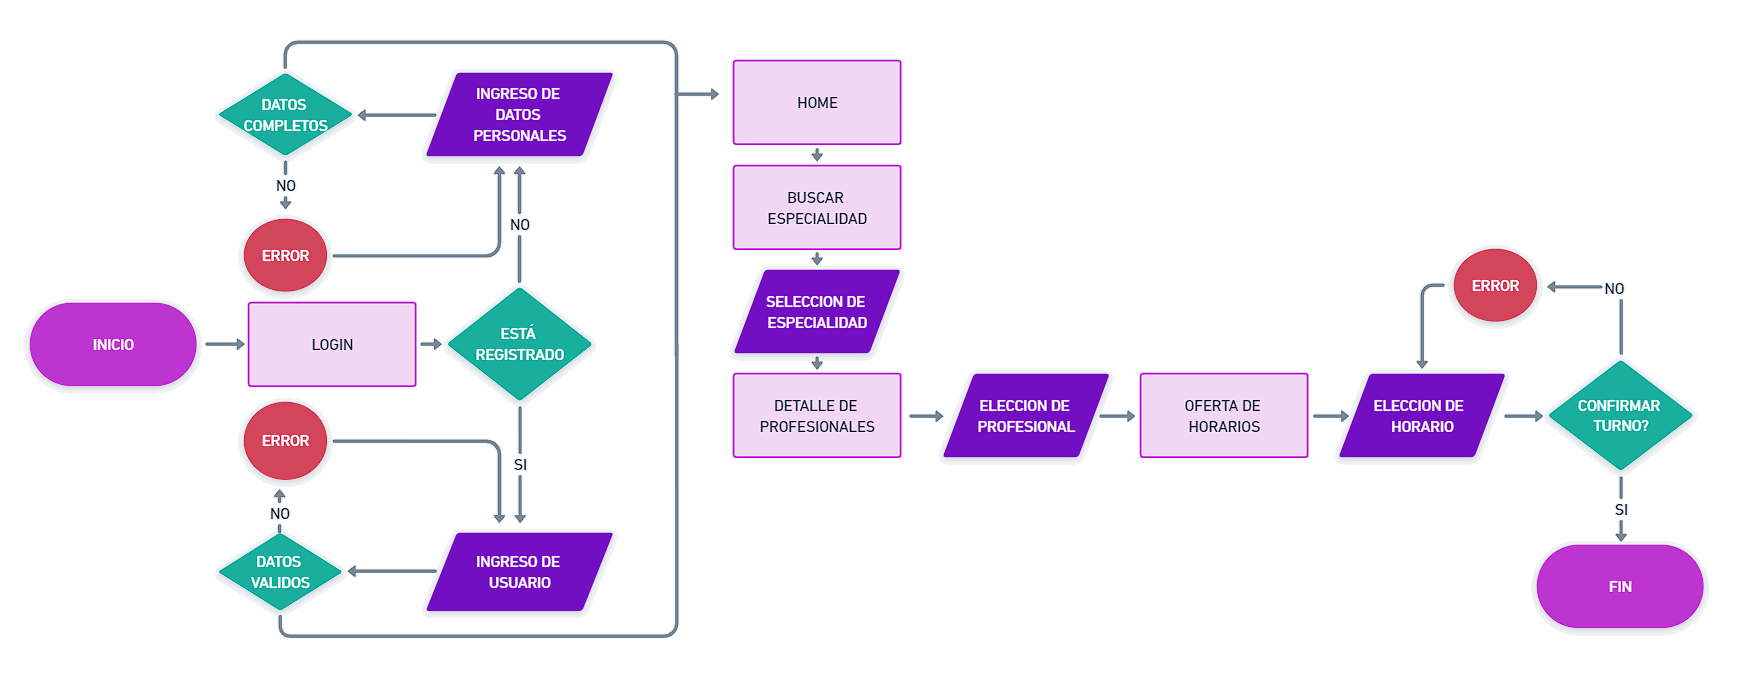 DATOS
COMPLETOS
NO
ERROR
INGRESO DE
DATOS
PERSONALES
NO
INICIO
LOGIN
ESTÁ
REGISTRADO
SI
ERROR
NO
DATOS
VALIDOS
INGRESO DE
USUARIO
HOME
BUSCAR
ESPECIALIDAD
SELECCION DE
ESPECIALIDAD
DETALLE DE
PROFESIONALES
ELECCION DE
PROFESIONAL
OFERTA DE
HORARIOS
ELECCION DE
HORARIO
ERROR
NO
CONFIRMAR
TURNO?
SI
FIN